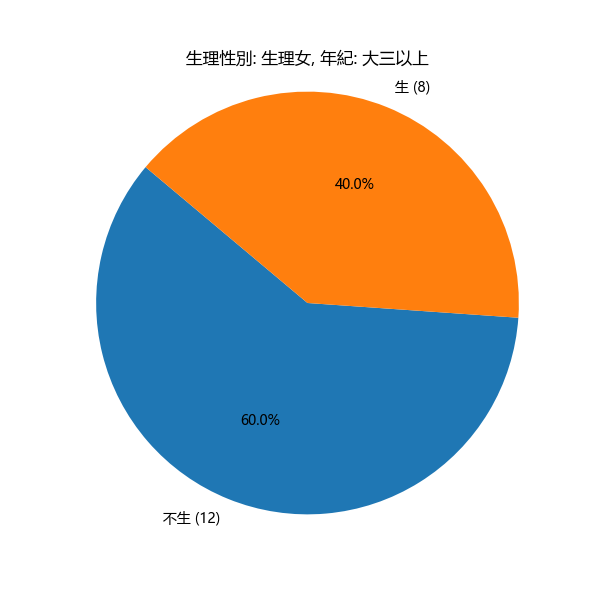 生理性別: 生理女, 年紀: 大三以上
生 (8)
40.0%
60.0%
不生 (12)